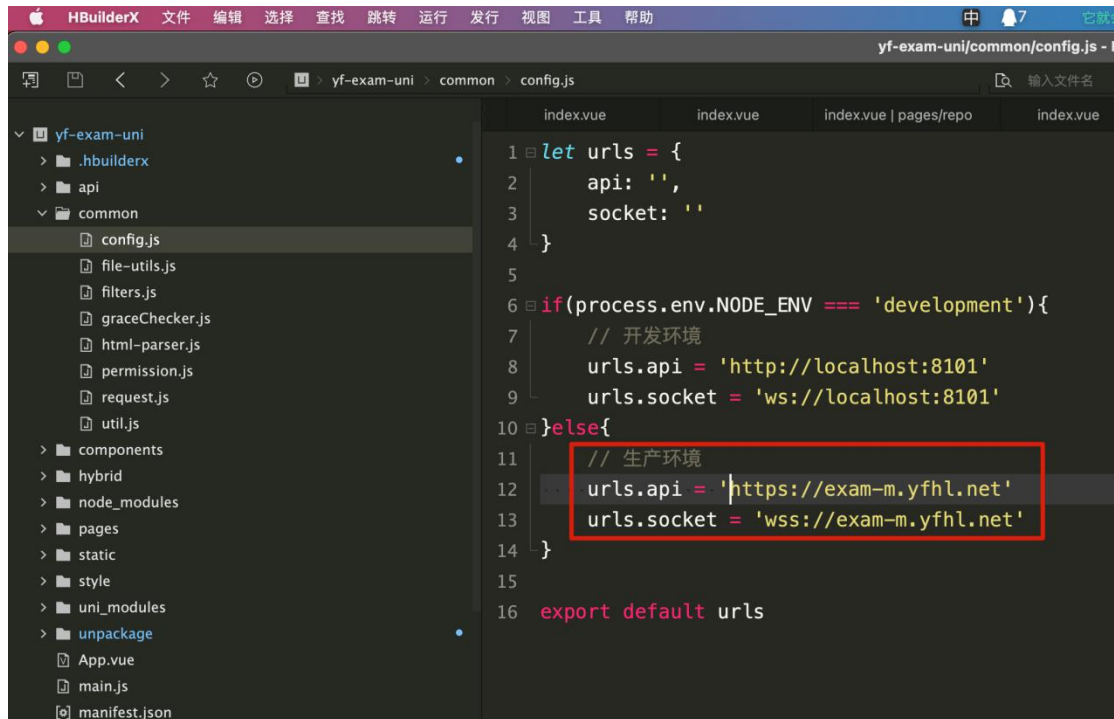 HBuilderX 文件 编辑 选择 查找 跳转 运行 发行 视图 工具 帮助 中 7
yf-exam-uni/common/config.js -
U > yf-exam-uni > common > config.js 输入文件名
index.vue index.vue index.vue | pages/repo index.vue
yf-exam-uni
.hbuilderx
api
common
config.js
file-utils.js
filters.js
graceChecker.js
html-parser.js
permission.js
request.js
util.js
components
hybrid
node_modules
pages
static
style
uni_modules
unpackage
App.vue
main.js
manifest.json
1 let urls = {
2 api: '',
3 socket: ''
4 }
5
6 if(process.env.NODE_ENV === 'development'){
7 // 开发环境
8 urls.api = 'http://localhost:8101'
9 urls.socket = 'ws://localhost:8101'
10 }else{
11 // 生产环境
12 urls.api = 'https://exam-m.yfhl.net'
13 urls.socket = 'wss://exam-m.yfhl.net'
14 }
15
16 export default urls